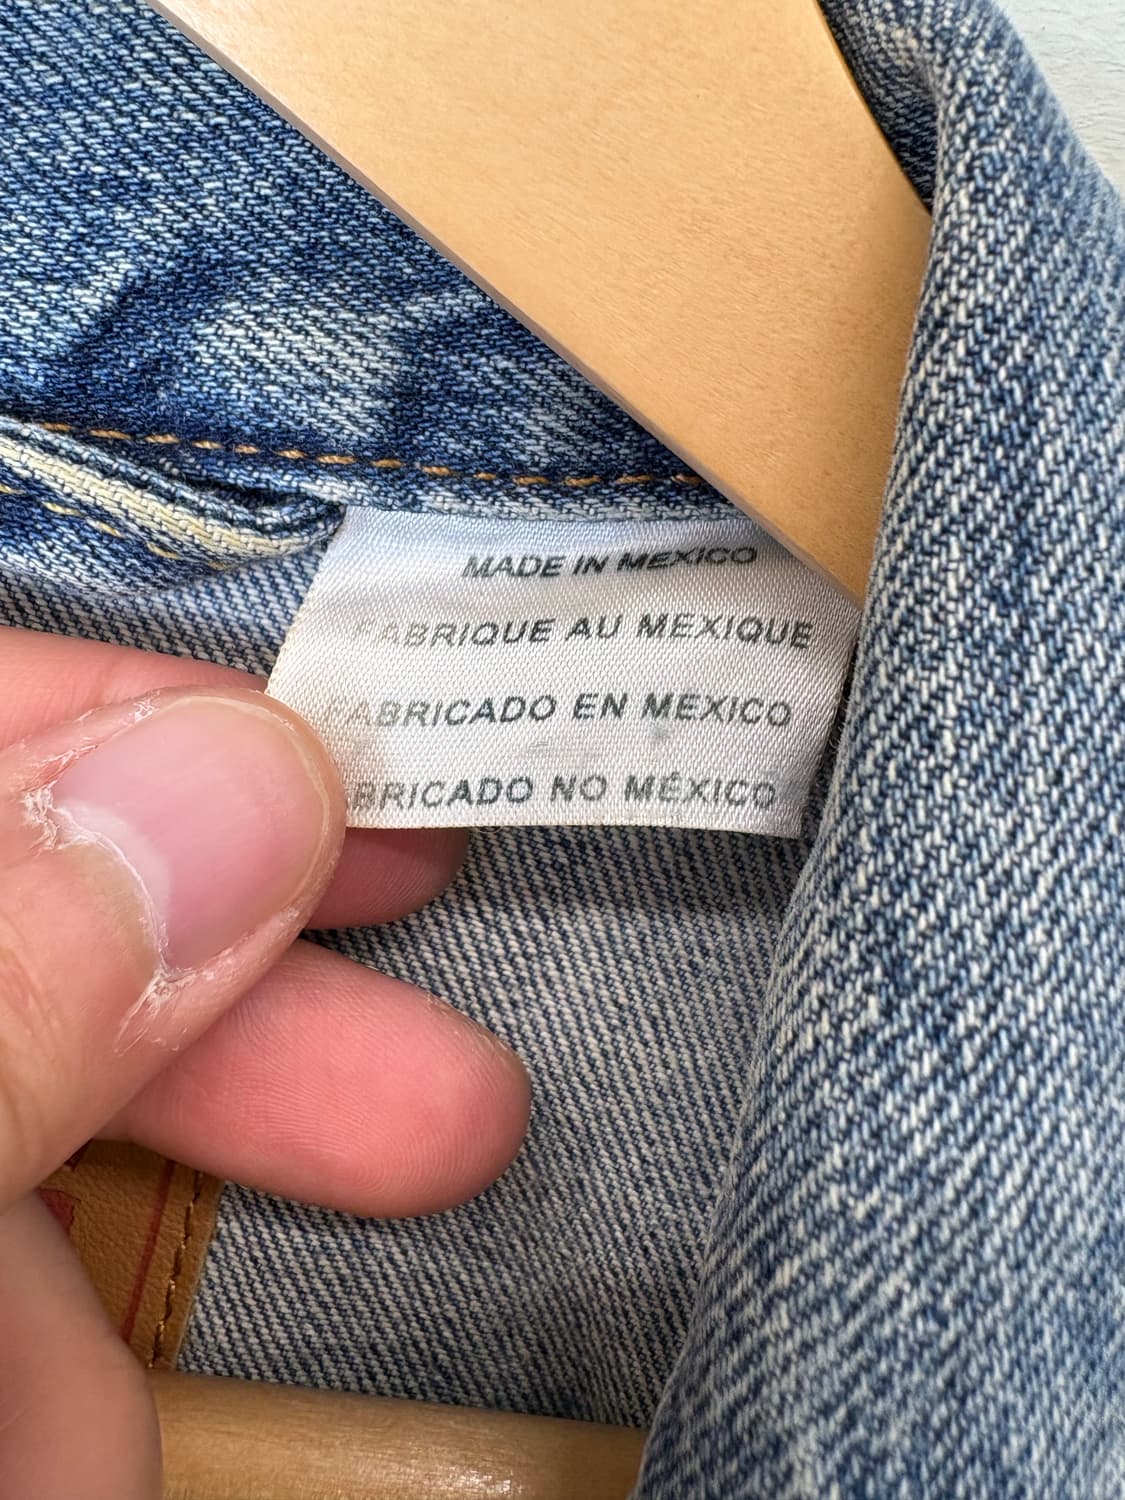 MADE IN MEXICO
FABRIQUE AU MEXIQUE
FABRICADO EN MEXICO
BRICADO NO MÉXICO